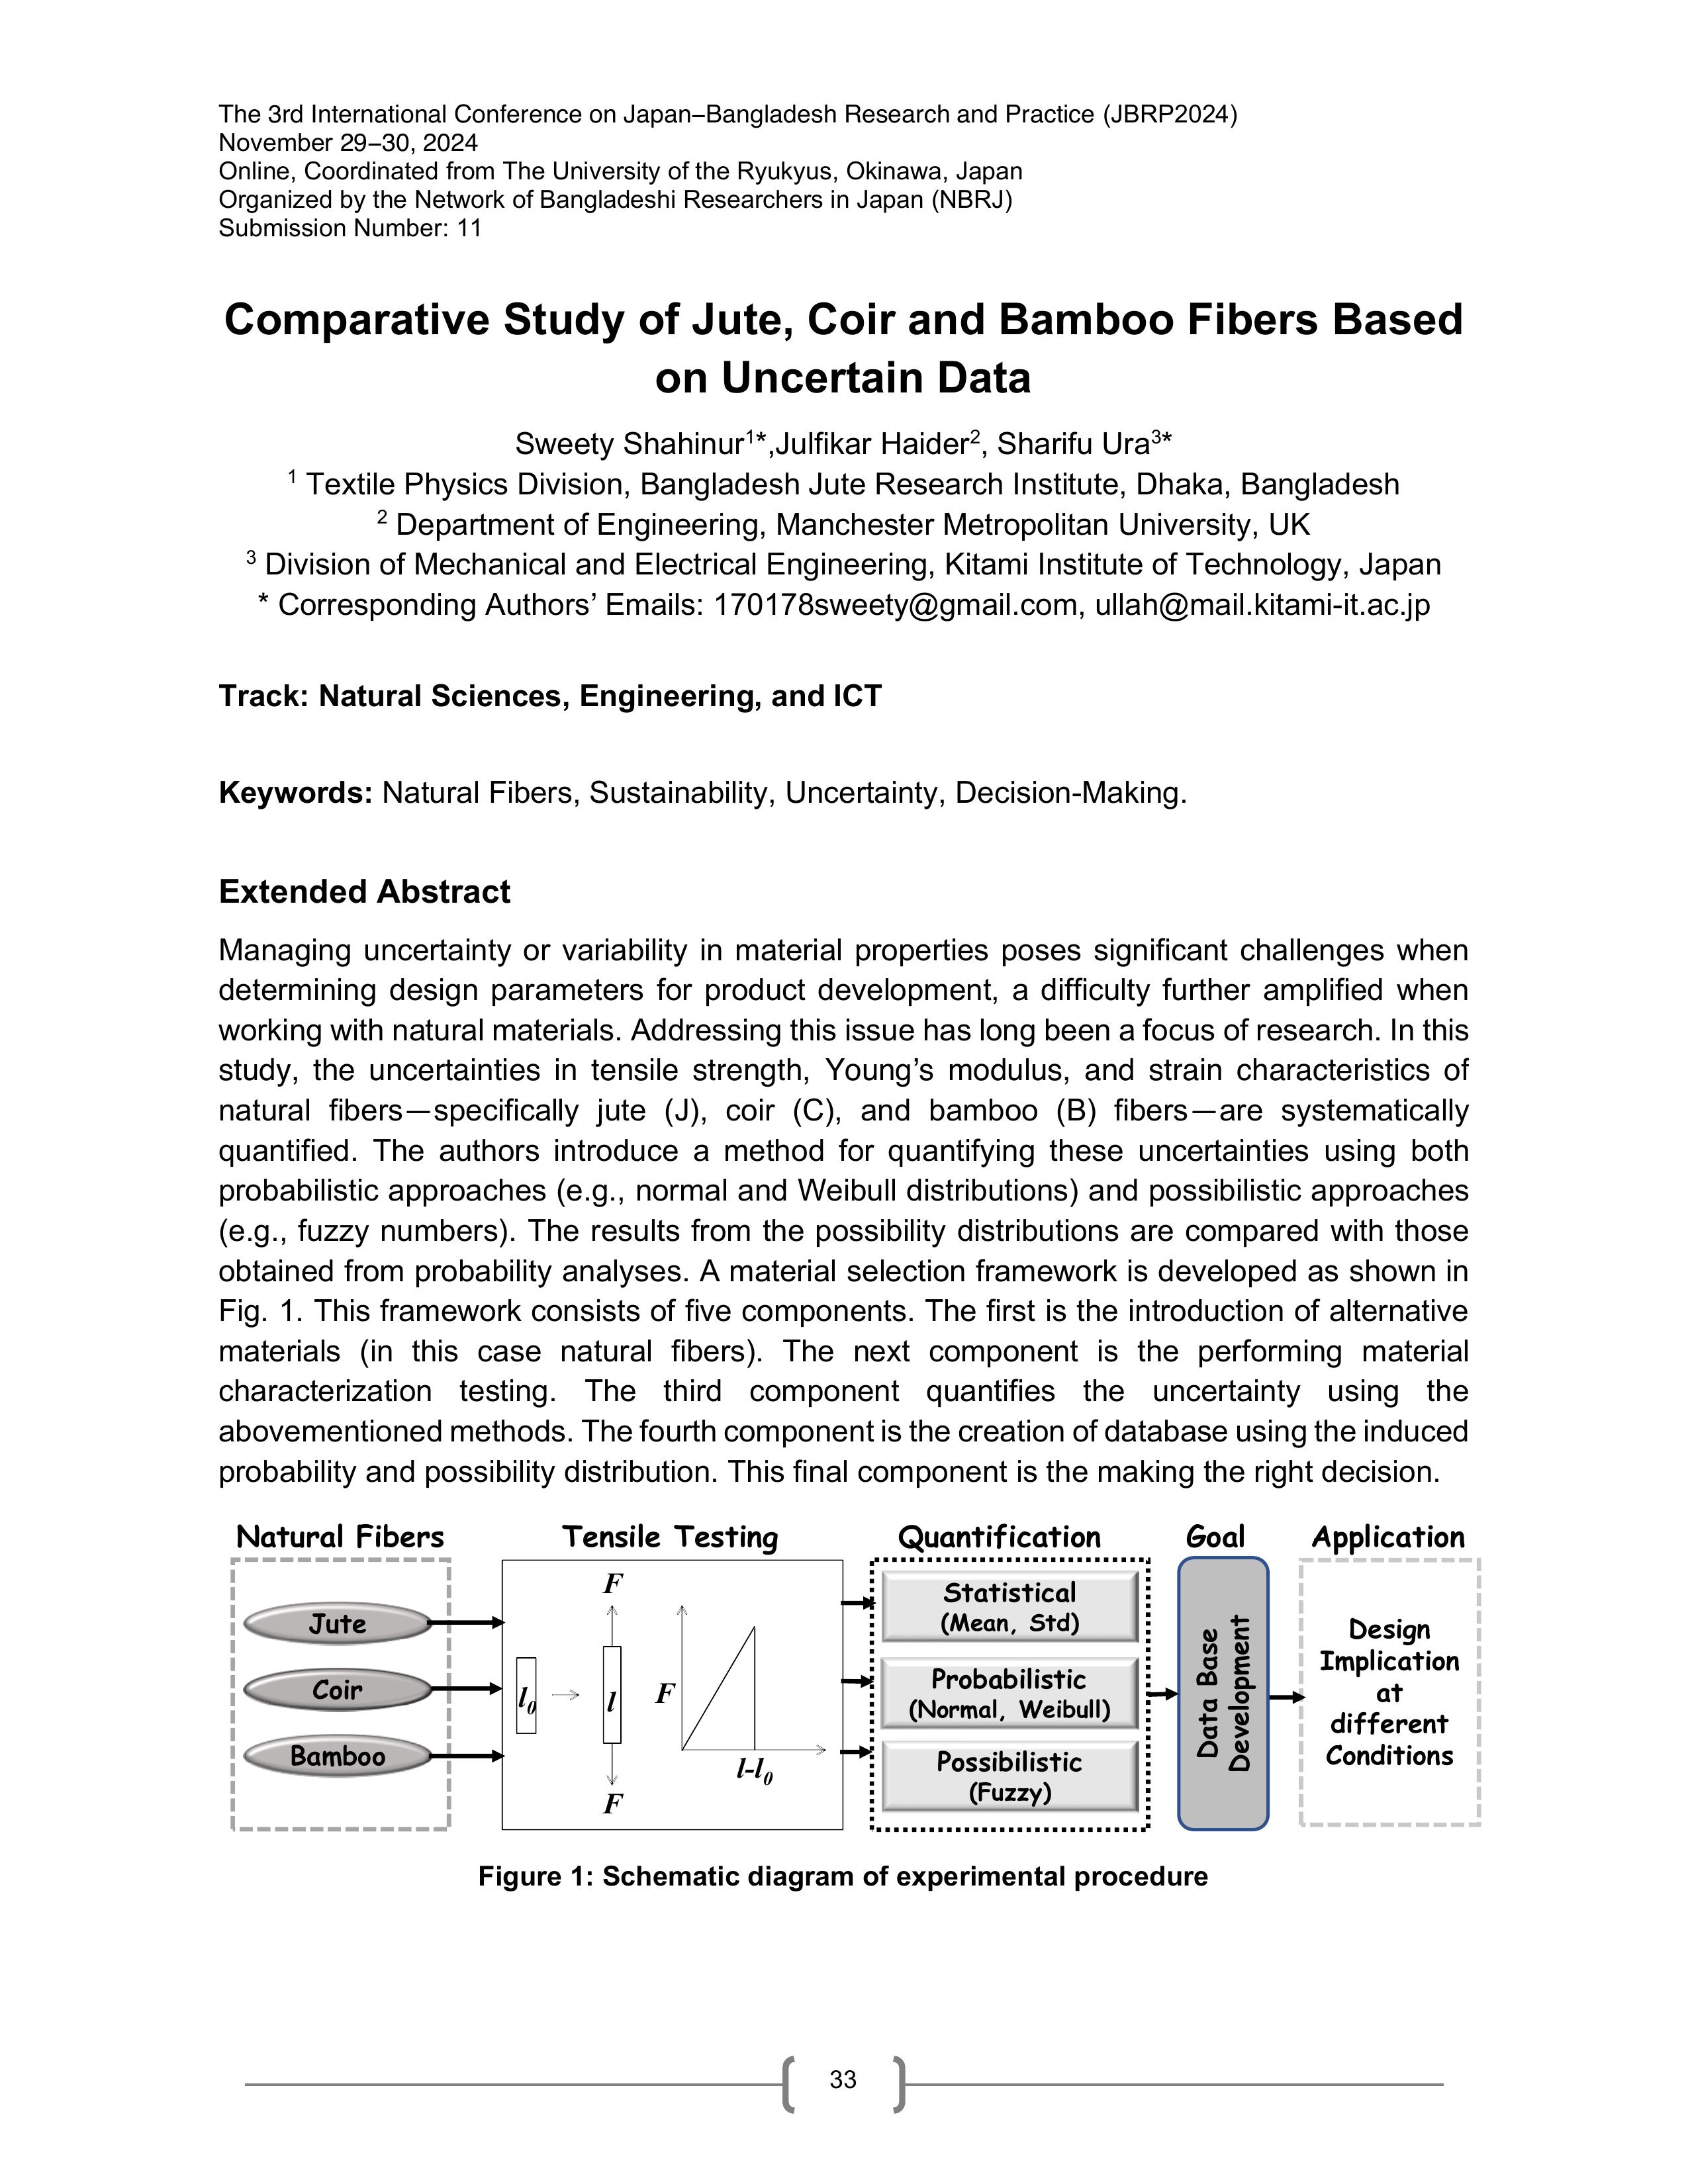 The 3rd International Conference on Japan–Bangladesh Research and Practice (JBRP2024)
November 29–30, 2024
Online, Coordinated from The University of the Ryukyus, Okinawa, Japan
Organized by the Network of Bangladeshi Researchers in Japan (NBRJ)
Submission Number: 11
Comparative Study of Jute, Coir and Bamboo Fibers Based
on Uncertain Data
Sweety Shahinur1*,Julfikar Haider2, Sharifu Ura3*
1 Textile Physics Division, Bangladesh Jute Research Institute, Dhaka, Bangladesh
2 Department of Engineering, Manchester Metropolitan University, UK
3 Division of Mechanical and Electrical Engineering, Kitami Institute of Technology, Japan
* Corresponding Authors’ Emails: 170178sweety@gmail.com, ullah@mail.kitami-it.ac.jp
Track: Natural Sciences, Engineering, and ICT
Keywords: Natural Fibers, Sustainability, Uncertainty, Decision-Making.
Extended Abstract
Managing uncertainty or variability in material properties poses significant challenges when
determining design parameters for product development, a difficulty further amplified when
working with natural materials. Addressing this issue has long been a focus of research. In this
study, the uncertainties in tensile strength, Young’s modulus, and strain characteristics of
natural fibers—specifically jute (J), coir (C), and bamboo (B) fibers—are systematically
quantified. The authors introduce a method for quantifying these uncertainties using both
probabilistic approaches (e.g., normal and Weibull distributions) and possibilistic approaches
(e.g., fuzzy numbers). The results from the possibility distributions are compared with those
obtained from probability analyses. A material selection framework is developed as shown in
Fig. 1. This framework consists of five components. The first is the introduction of alternative
materials (in this case natural fibers). The next component is the performing material
characterization testing. The third component quantifies the uncertainty using the
abovementioned methods. The fourth component is the creation of database using the induced
probability and possibility distribution. This final component is the making the right decision.
Natural Fibers
Jute
Coir
Bamboo
Tensile Testing
F
l0
l
F
F
l-l0
Quantification
Statistical
(Mean, Std)
Probabilistic
(Normal, Weibull)
Possibilistic
(Fuzzy)
Goal
Data Base
Development
Application
Design
Implication
at
different
Conditions
Figure 1: Schematic diagram of experimental procedure
33